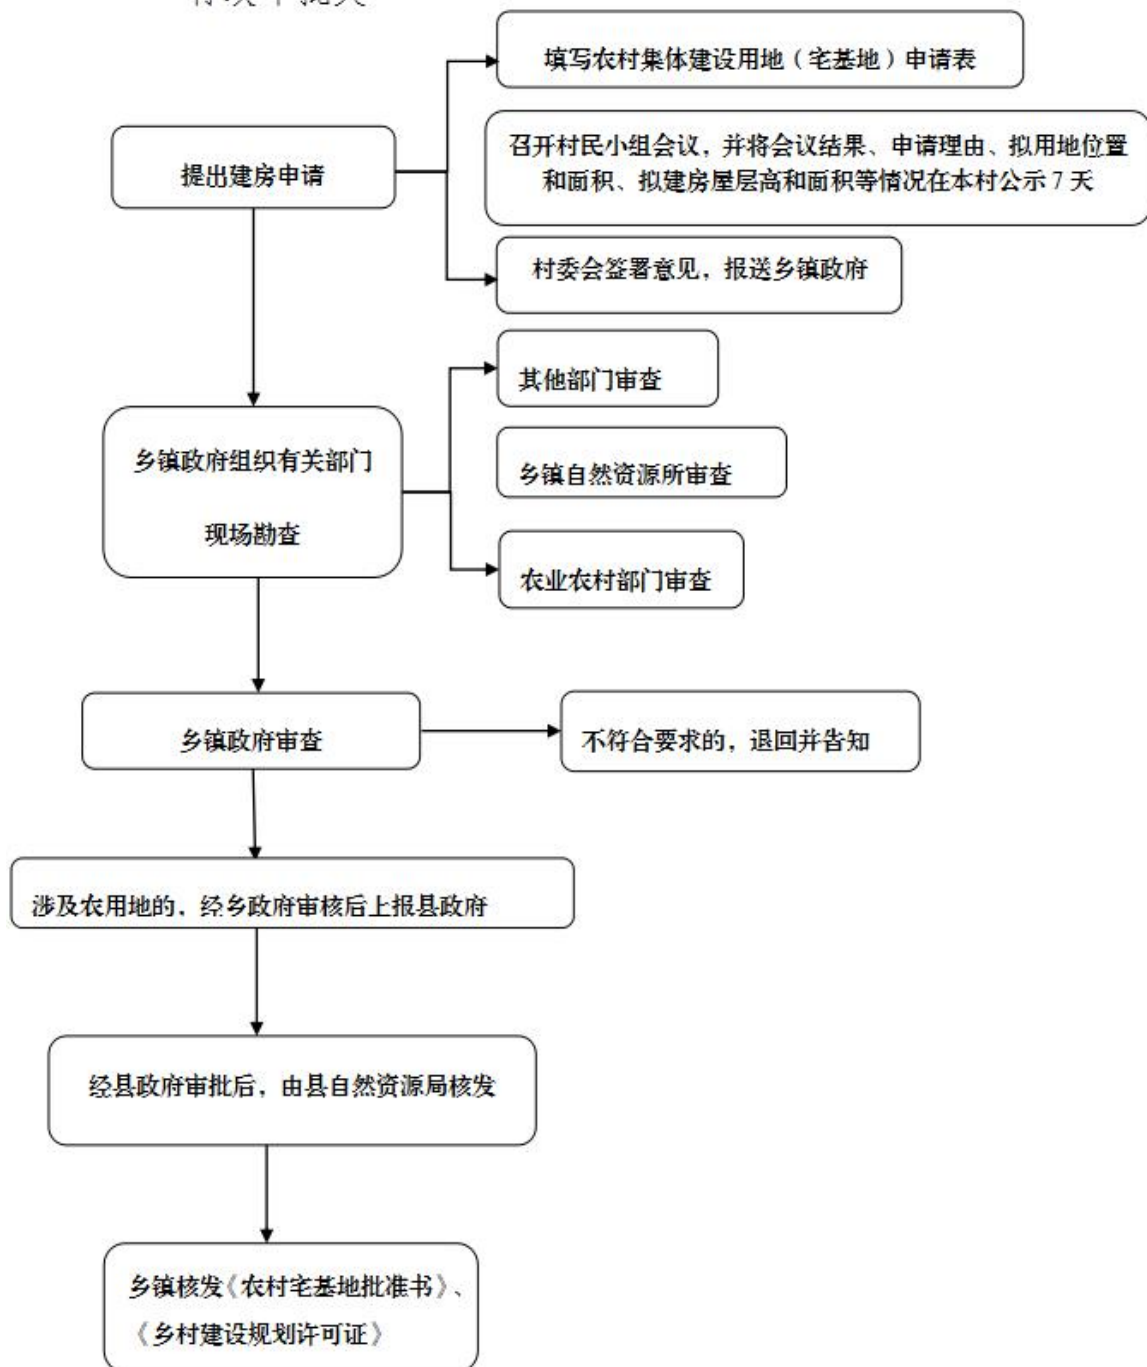 填写农村集体建设用地（宅基地）申请表
提出建房申请
召开村民小组会议，并将会议结果、申请理由、拟用地位置
和面积、拟建房屋层高和面积等情况在本村公示 7 天
村委会签署意见，报送乡镇政府
其他部门审查
乡镇政府组织有关部门
现场勘查
乡镇自然资源所审查
农业农村部门审查
乡镇政府审查
不符合要求的，退回并告知
涉及农用地的，经乡政府审核后上报县政府
经县政府审批后，由县自然资源局核发
乡镇核发《农村宅基地批准书》、
《乡村建设规划许可证》